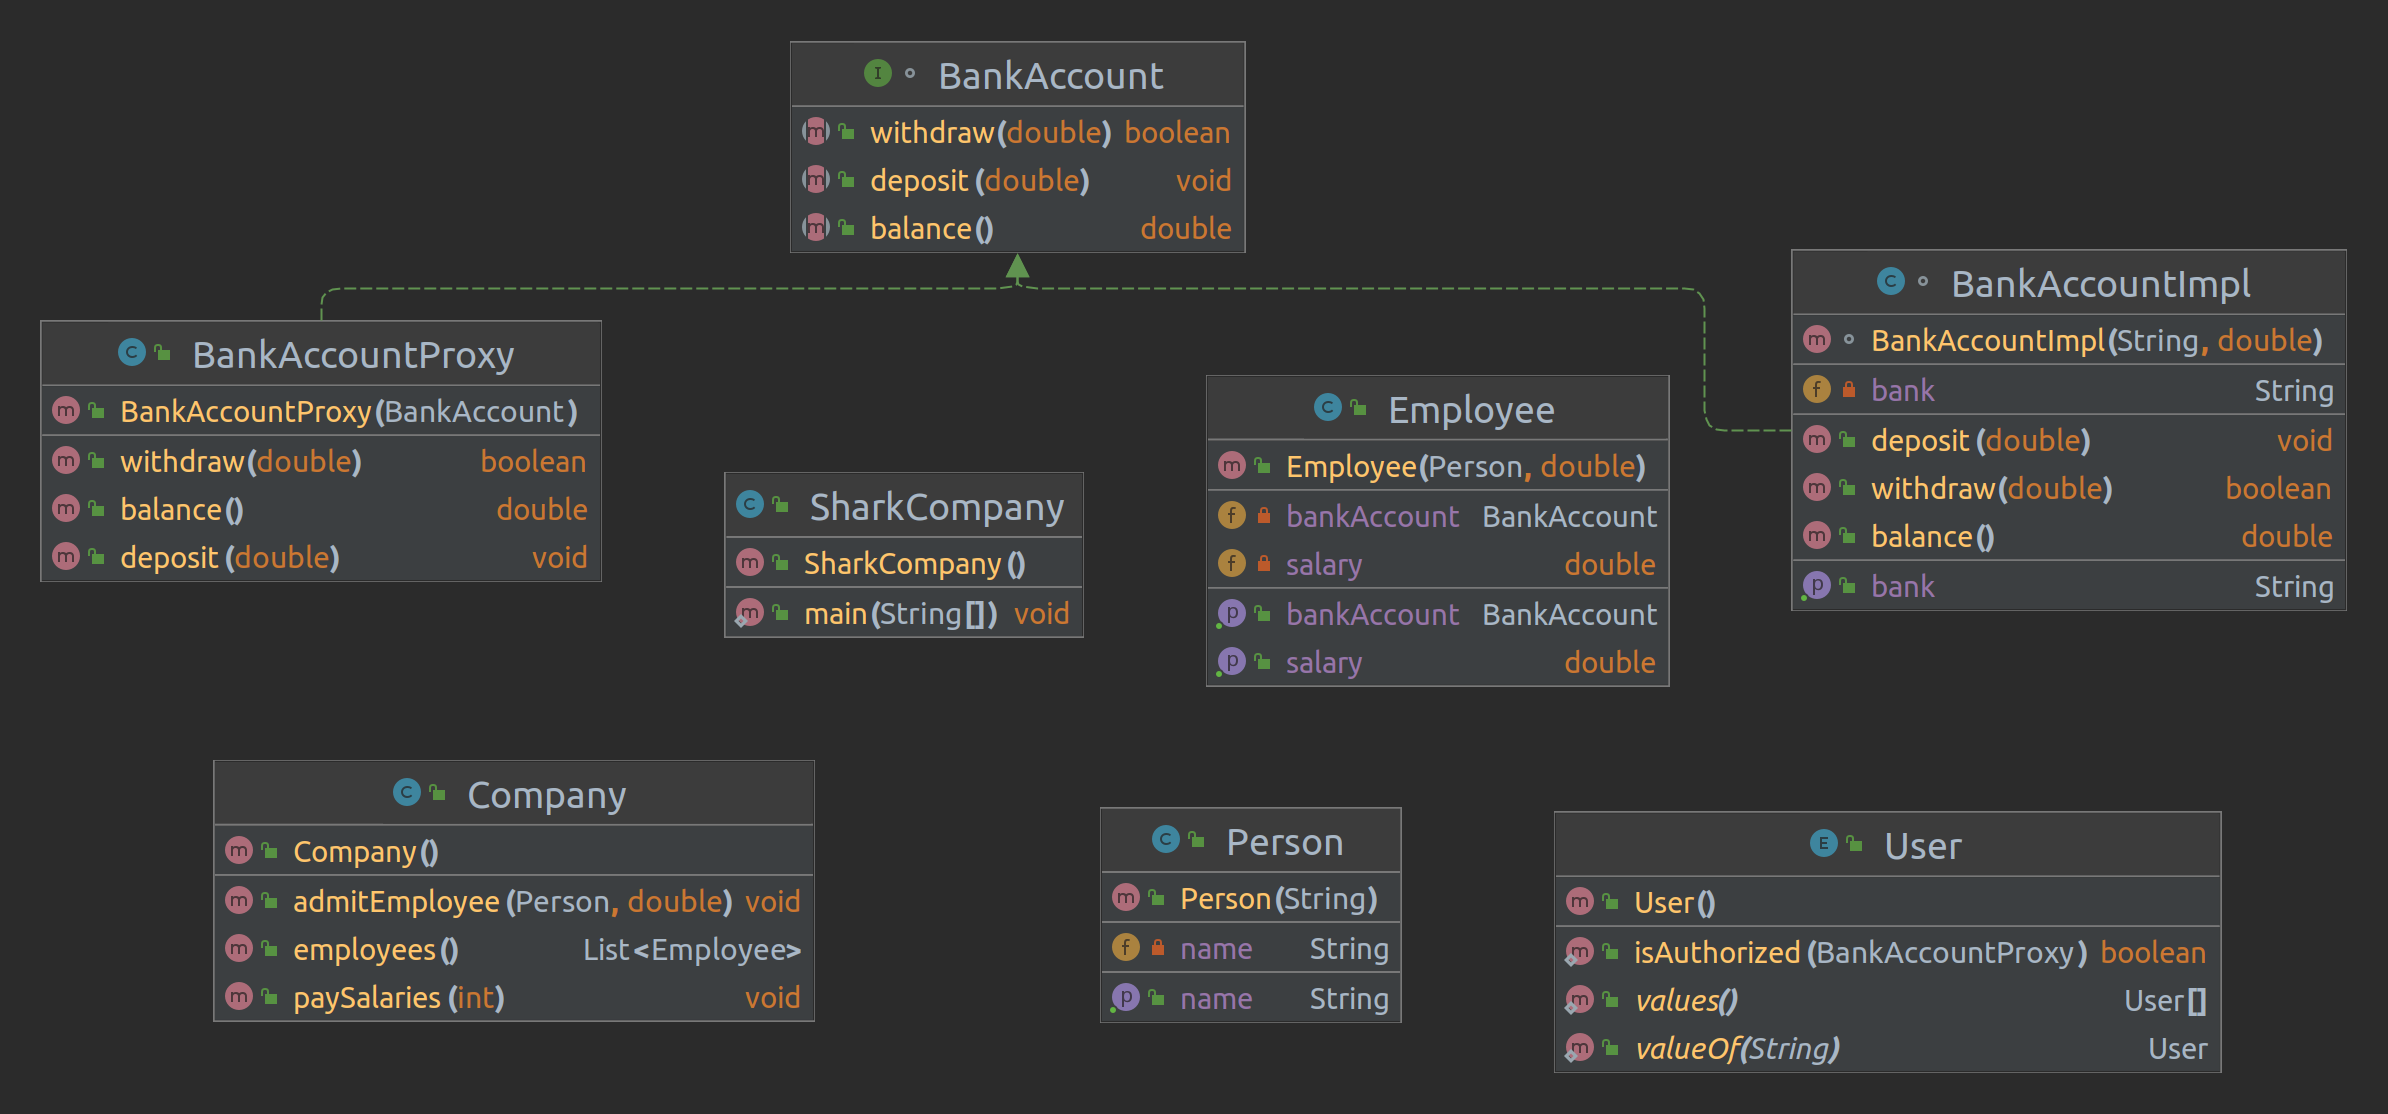 BankAccount
withdraw(double) boolean
deposit(double) void
balance() double
BankAccountProxy
BankAccountProxy(BankAccount)
withdraw(double) boolean
balance() double
deposit(double) void
SharkCompany
SharkCompany()
main(String[]) void
Employee
Employee(Person, double)
bankAccount BankAccount
salary double
bankAccount BankAccount
salary double
BankAccountImpl
BankAccountImpl(String, double)
bank String
deposit(double) void
withdraw(double) boolean
balance() double
bank String
Company
Company()
admitEmployee(Person, double) void
employees() List<Employee>
paySalaries(int) void
Person
Person(String)
name String
name String
User
User()
isAuthorized(BankAccountProxy) boolean
values() User[]
valueOf(String) User